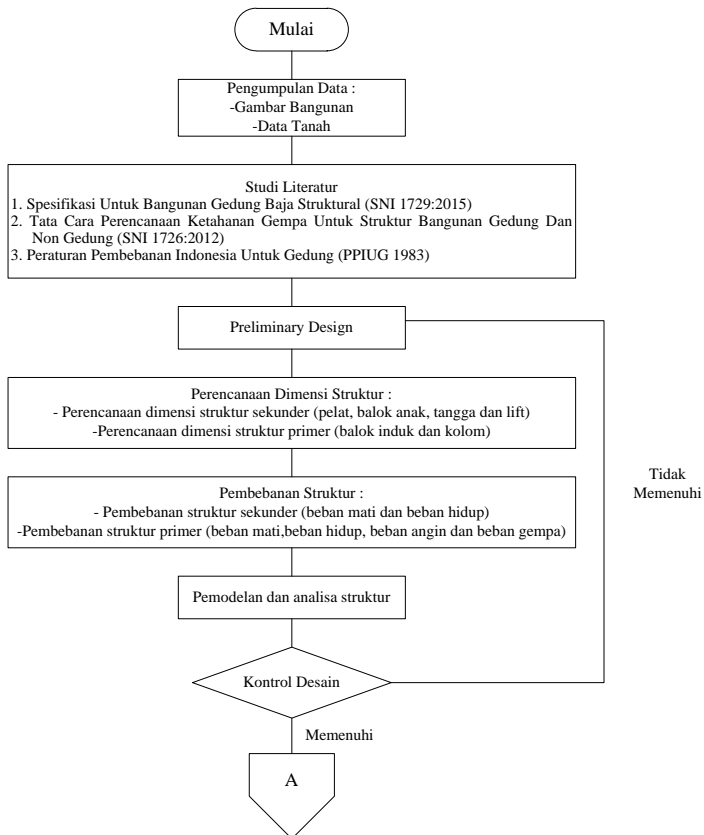 Mulai
Pengumpulan Data :
-Gambar Bangunan
-Data Tanah
Studi Literatur
1. Spesifikasi Untuk Bangunan Gedung Baja Struktural (SNI 1729:2015)
2. Tata Cara Perencanaan Ketahanan Gempa Untuk Struktur Bangunan Gedung Dan
Non Gedung (SNI 1726:2012)
3. Peraturan Pembebanan Indonesia Untuk Gedung (PPIUG 1983)
Preliminary Design
Perencanaan Dimensi Struktur :
- Perencanaan dimensi struktur sekunder (pelat, balok anak, tangga dan lift)
-Perencanaan dimensi struktur primer (balok induk dan kolom)
Tidak
Memenuhi
Pembebanan Struktur :
- Pembebanan struktur sekunder (beban mati dan beban hidup)
-Pembebanan struktur primer (beban mati,beban hidup, beban angin dan beban gempa)
Pemodelan dan analisa struktur
Kontrol Desain
Memenuhi
A